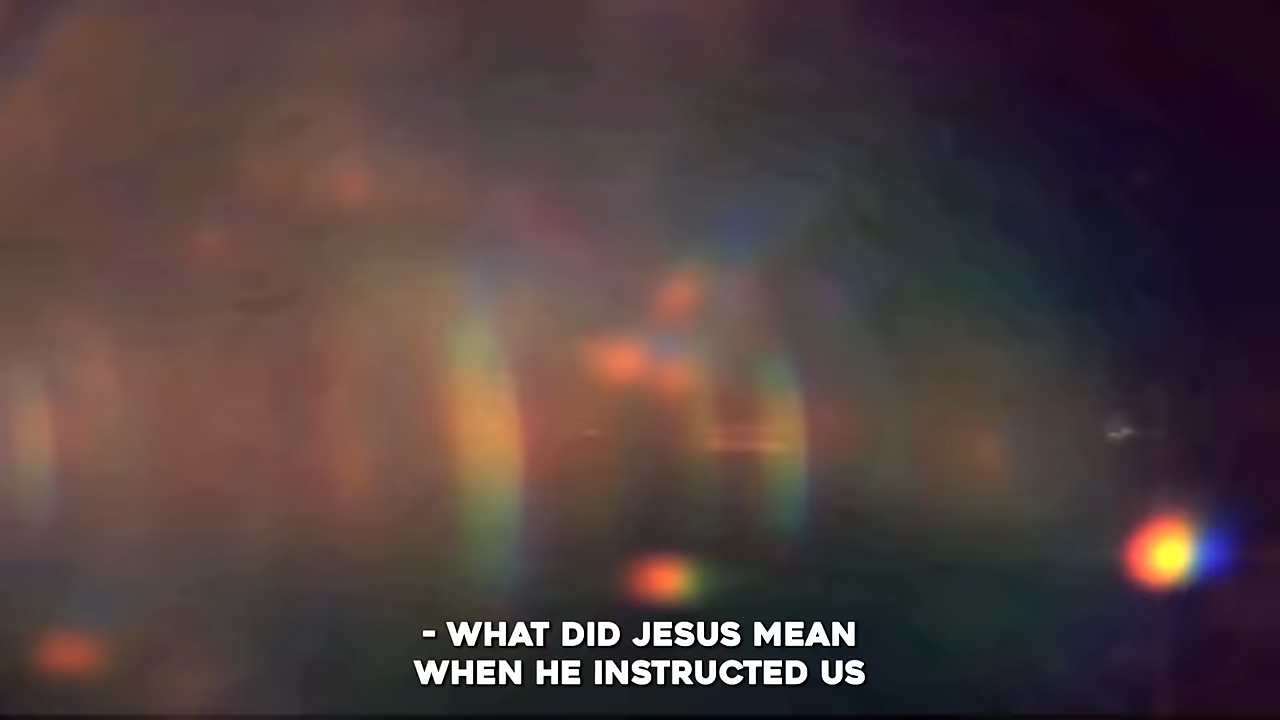 - WHAT DID JESUS MEAN
WHEN HE INSTRUCTED US